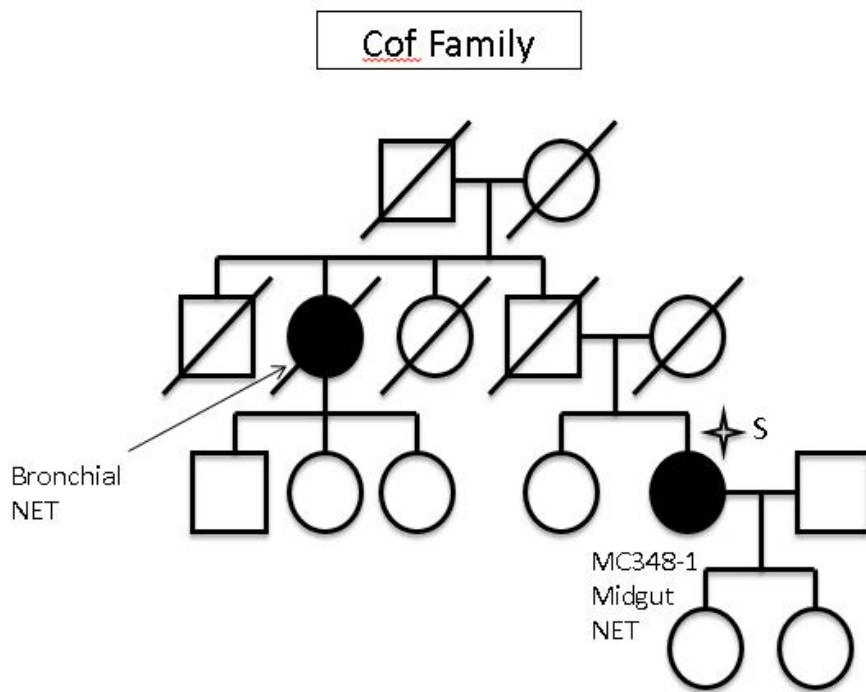 Cof Family
S
Bronchial
NET
MC348-1
Midgut
NET